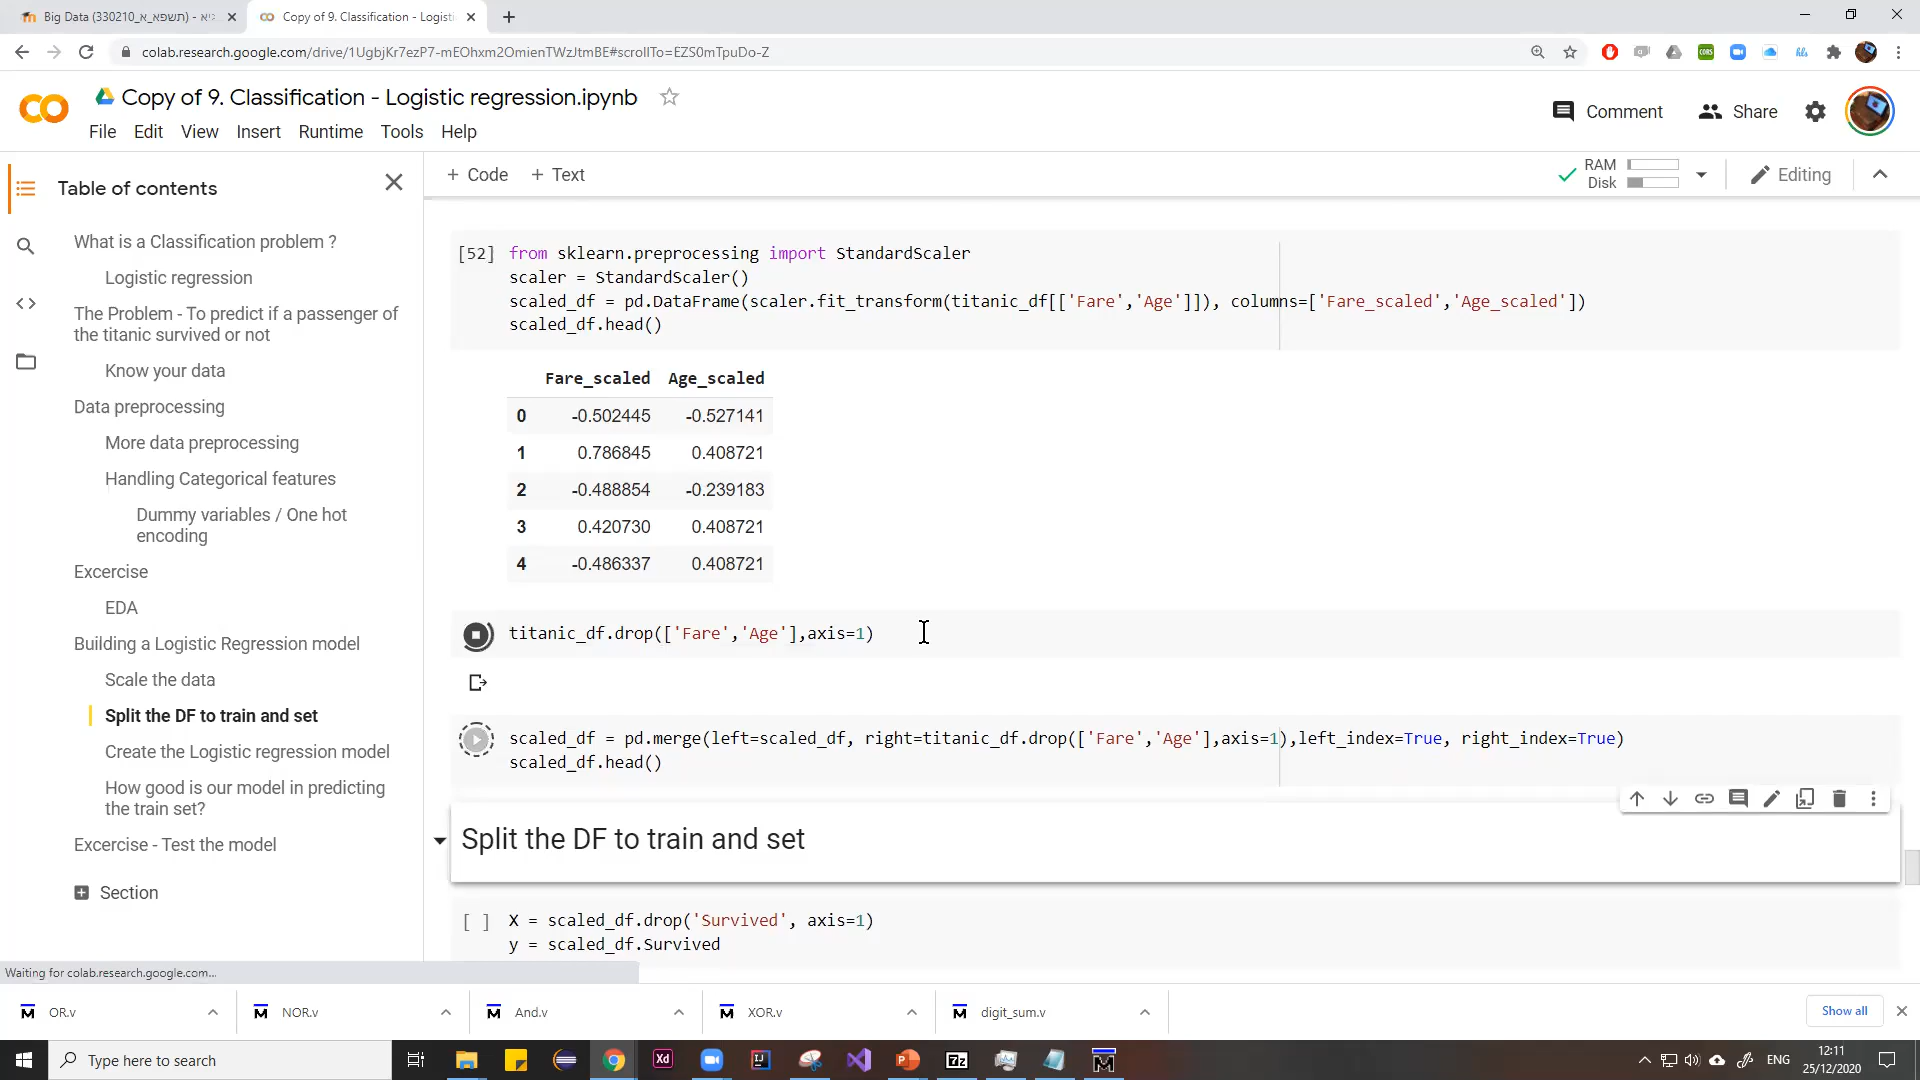 Big Data (330210_תשפא_א) - גיא
Copy of 9. Classification - Logisti
colab.research.google.com/drive/1UgbjKr7ezP7-mEOhxm2OmienTWzJtmBE#scrollTo=EZS0mTpuDo-Z
Copy of 9. Classification - Logistic regression.ipynb
Comment
Share
File Edit View Insert Runtime Tools Help
Table of contents
+ Code + Text
RAM
Disk
Editing
What is a Classification problem ?
Logistic regression
The Problem - To predict if a passenger of
the titanic survived or not
Know your data
Data preprocessing
More data preprocessing
Handling Categorical features
Dummy variables / One hot
encoding
Excercise
EDA
Building a Logistic Regression model
Scale the data
Split the DF to train and set
Create the Logistic regression model
How good is our model in predicting
the train set?
Excercise - Test the model
Section
[52] from sklearn.preprocessing import StandardScaler
scaler = StandardScaler()
scaled_df = pd.DataFrame(scaler.fit_transform(titanic_df[['Fare','Age']]), columns=['Fare_scaled','Age_scaled'])
scaled_df.head()
Fare_scaled Age_scaled
0 -0.502445 -0.527141
1 0.786845 0.408721
2 -0.488854 -0.239183
3 0.420730 0.408721
4 -0.486337 0.408721
titanic_df.drop(['Fare','Age'],axis=1)
scaled_df = pd.merge(left=scaled_df, right=titanic_df.drop(['Fare','Age'],axis=1),left_index=True, right_index=True)
scaled_df.head()
Split the DF to train and set
[ ] X = scaled_df.drop('Survived', axis=1)
y = scaled_df.Survived
Waiting for colab.research.google.com...
OR.v
NOR.v
And.v
XOR.v
digit_sum.v
Show all
Type here to search
ENG
12:11
25/12/2020